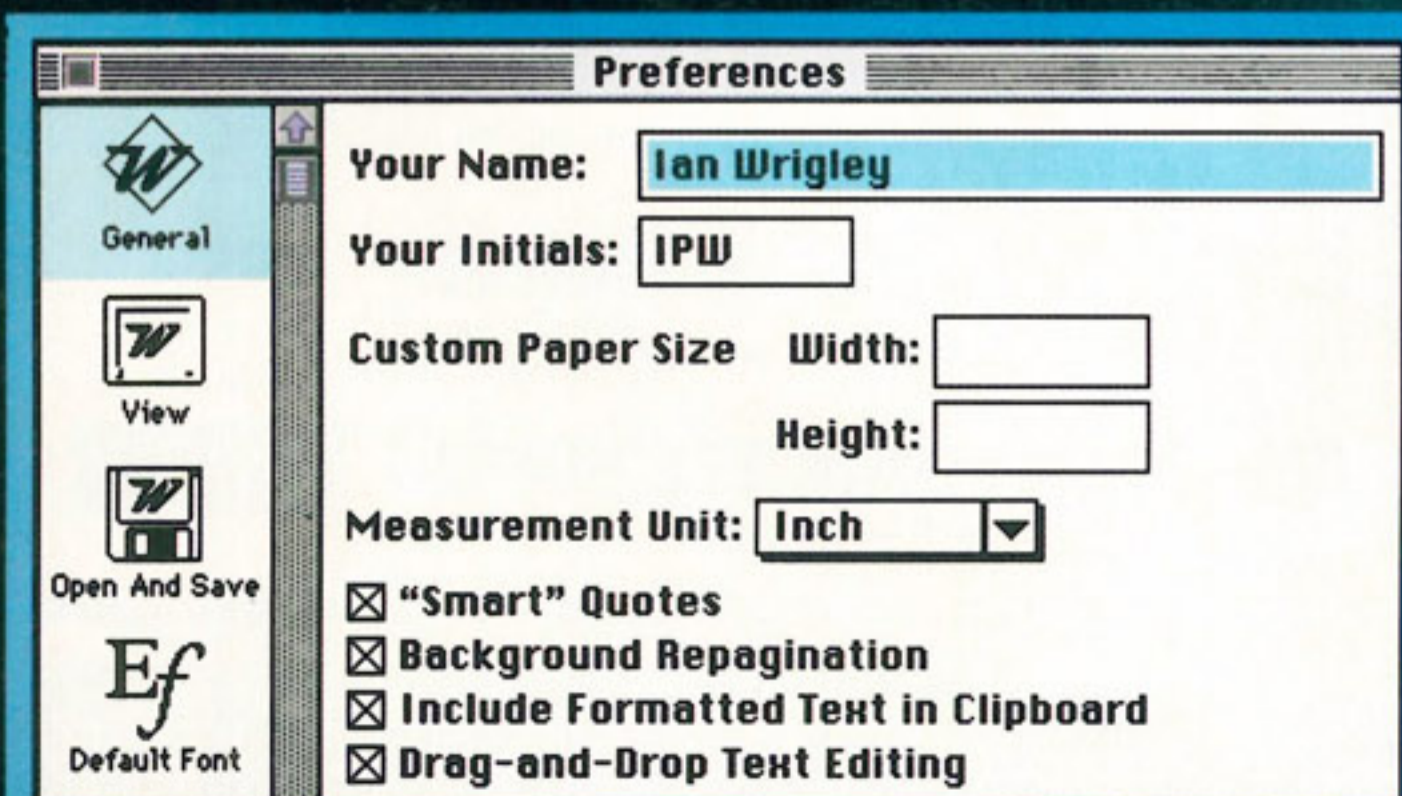 Preferences
General
View
Open And Save
Default Font
Your Name: Ian Wrigley
Your Initials: IPW
Custom Paper Size Width:
Height:
Measurement Unit: Inch
“Smart” Quotes
Background Repagination
Include Formatted Text in Clipboard
Drag-and-Drop Text Editing